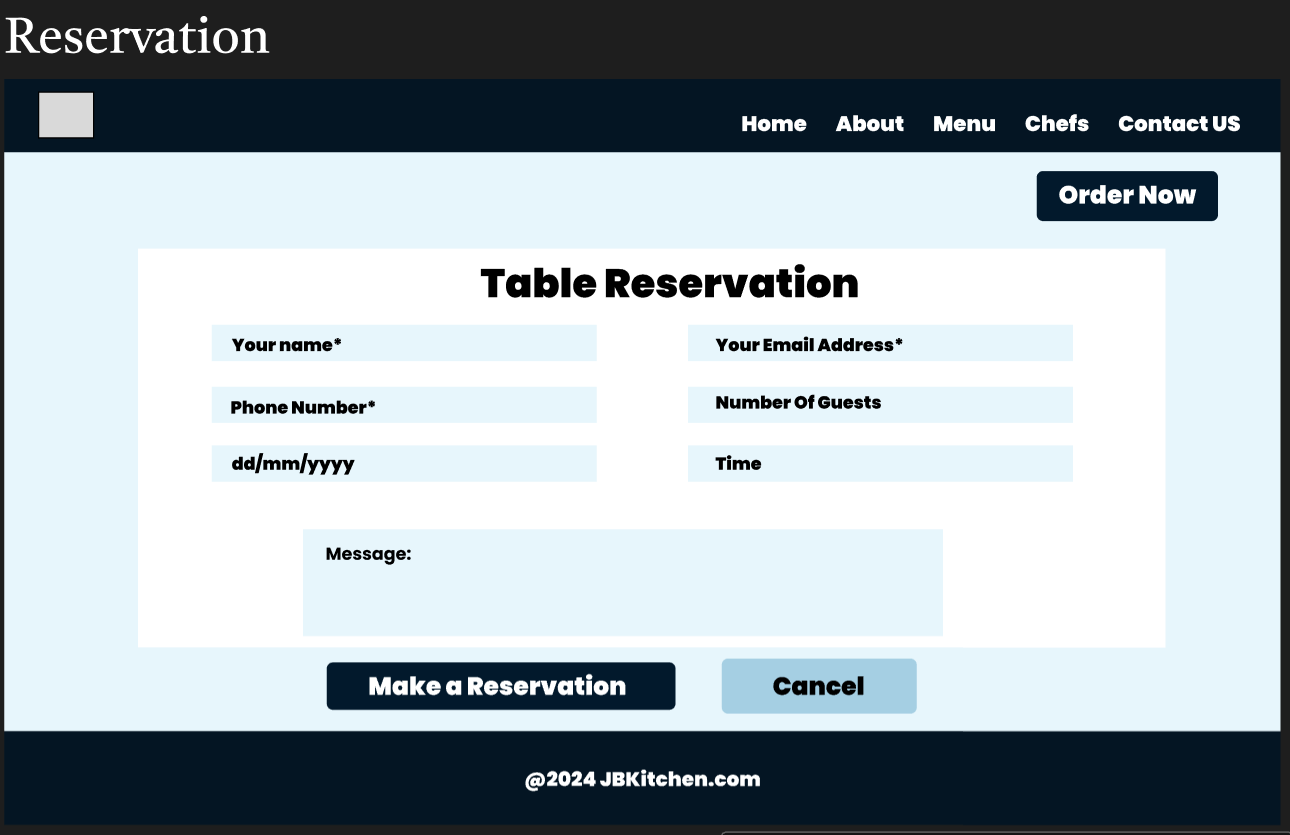 Reservation
Home About Menu Chefs Contact US
Order Now
Table Reservation
Your name* Your Email Address*
Phone Number* Number Of Guests
dd/mm/yyyy Time
Message:
Make a Reservation Cancel
@2024 JBKitchen.com